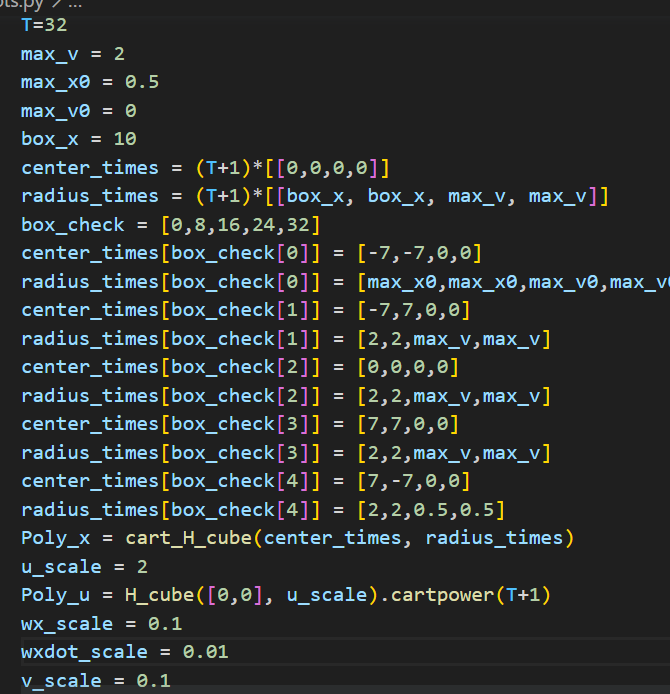 ots.py > ...
T=32
max_v = 2
max_x0 = 0.5
max_v0 = 0
box_x = 10
center_times = (T+1)*[[0,0,0,0]]
radius_times = (T+1)*[[box_x, box_x, max_v, max_v]]
box_check = [0,8,16,24,32]
center_times[box_check[0]] = [-7,-7,0,0]
radius_times[box_check[0]] = [max_x0,max_x0,max_v0,max_v0
center_times[box_check[1]] = [-7,7,0,0]
radius_times[box_check[1]] = [2,2,max_v,max_v]
center_times[box_check[2]] = [0,0,0,0]
radius_times[box_check[2]] = [2,2,max_v,max_v]
center_times[box_check[3]] = [7,7,0,0]
radius_times[box_check[3]] = [2,2,max_v,max_v]
center_times[box_check[4]] = [7,-7,0,0]
radius_times[box_check[4]] = [2,2,0.5,0.5]
Poly_x = cart_H_cube(center_times, radius_times)
u_scale = 2
Poly_u = H_cube([0,0], u_scale).cartpower(T+1)
wx_scale = 0.1
wxdot_scale = 0.01
v_scale = 0.1